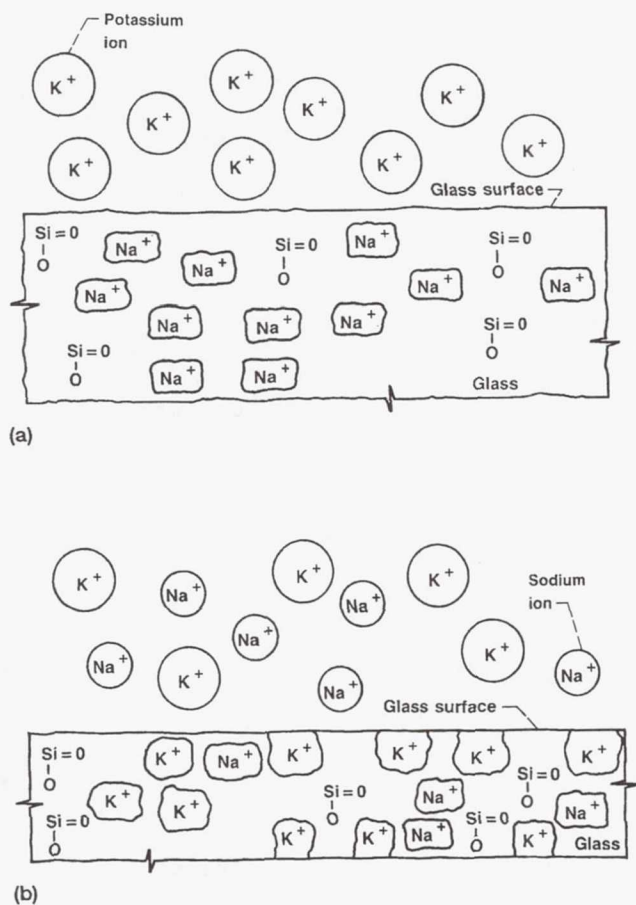 Potassium
ion
K+
K+
K+
K+
K+
K+
K+
K+
K+
Glass surface
Si=0
O
Na+
Na+
Si=0
O
Na+
Si=0
O
Na+
Na+
Na+
Na+
Na+
Na+
Si=0
O
Si=0
O
Na+
Na+
Glass
(a)
K+
Na+
K+
Na+
K+
Sodium
ion
Na+
Na+
K+
Na+
K+
Na+
Glass surface
Si=0
O
K+
Na+
K+
K+
K+
K+
K+
K+
Si=0
O
Na+
Si=0
O
Na+
Si=0
O
K+
K+
Na+
Si=0
O
K+
Glass
(b)